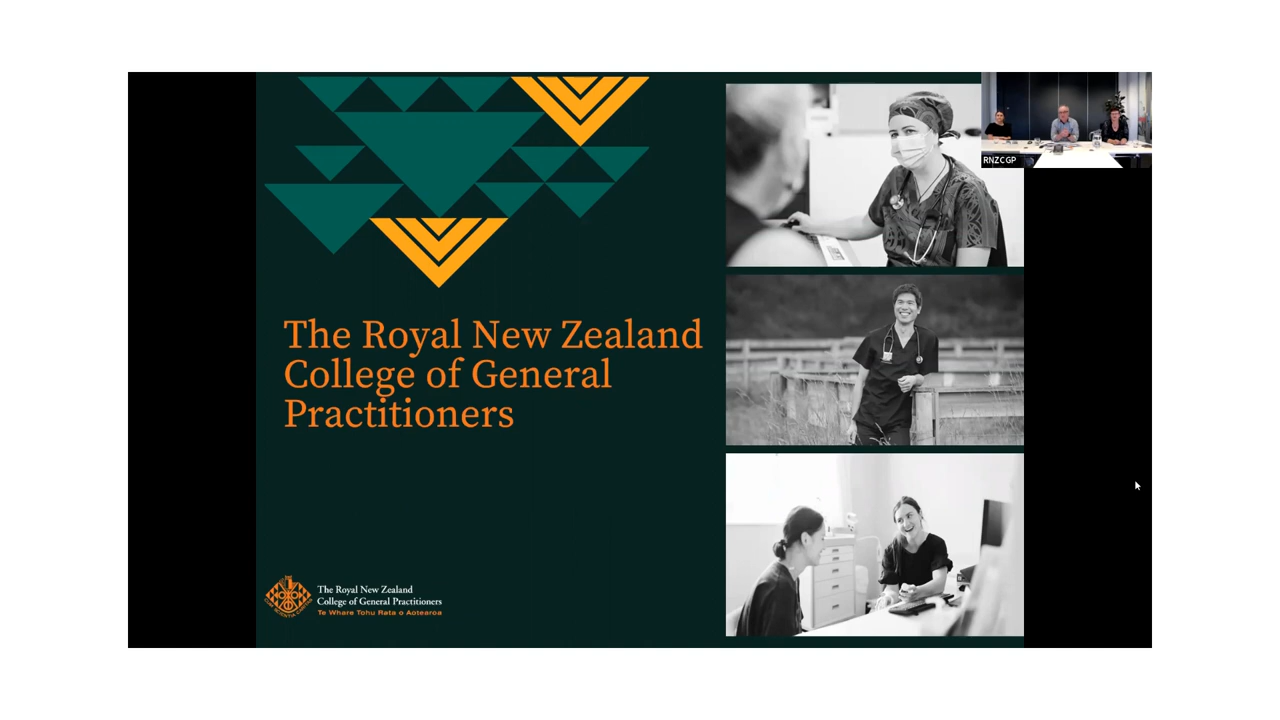 RNZCGP
The Royal New Zealand
College of General
Practitioners
The Royal New Zealand
College of General Practitioners
Te Whare Tohu Rata o Aotearoa